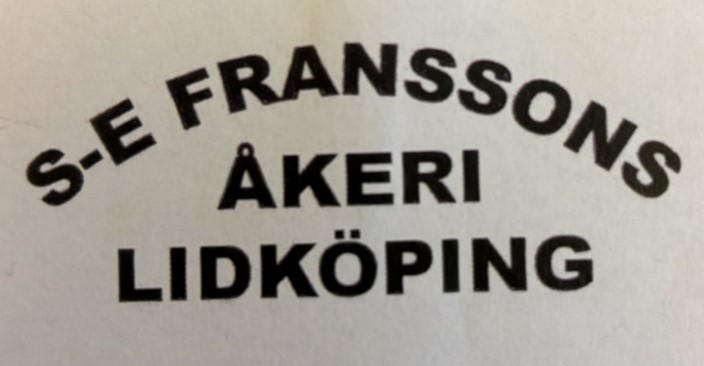 S-E FRANSSONS
ÅKERI
LIDKÖPING